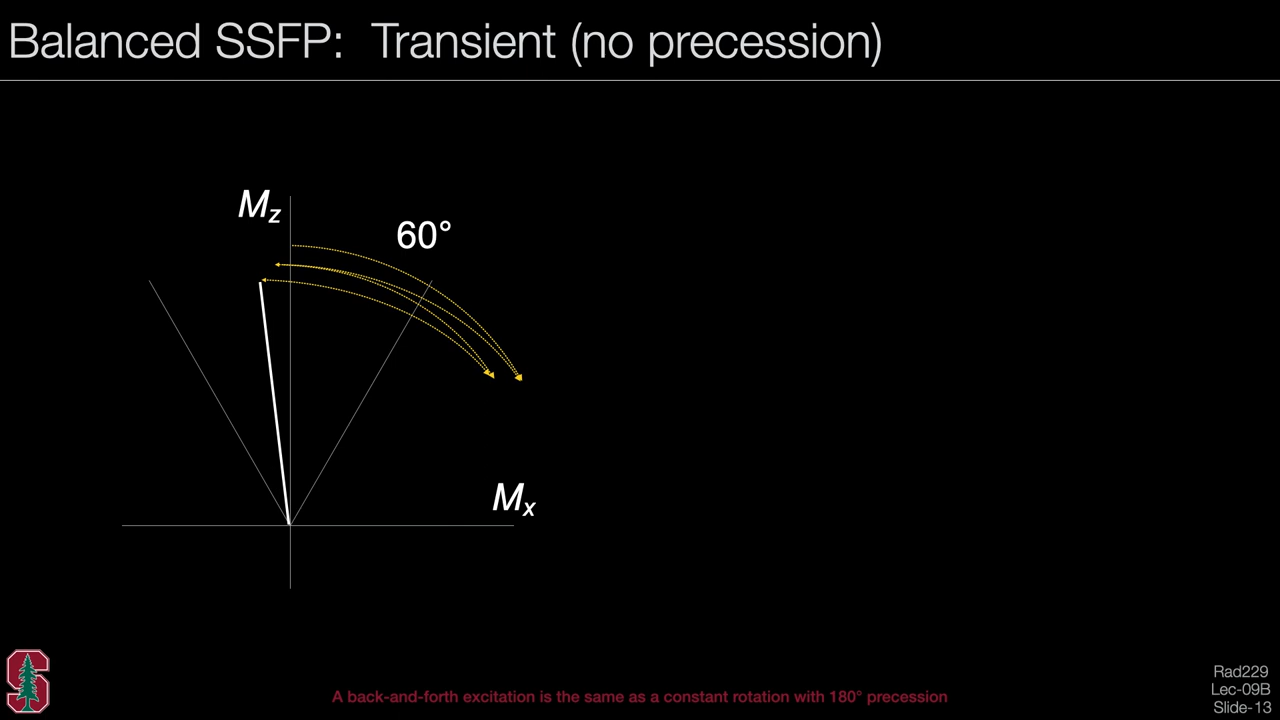 Balanced SSFP: Transient (no precession)
Mz
60°
Mx
A back-and-forth excitation is the same as a constant rotation with 180° precession
Rad229
Lec-09B
Slide-13